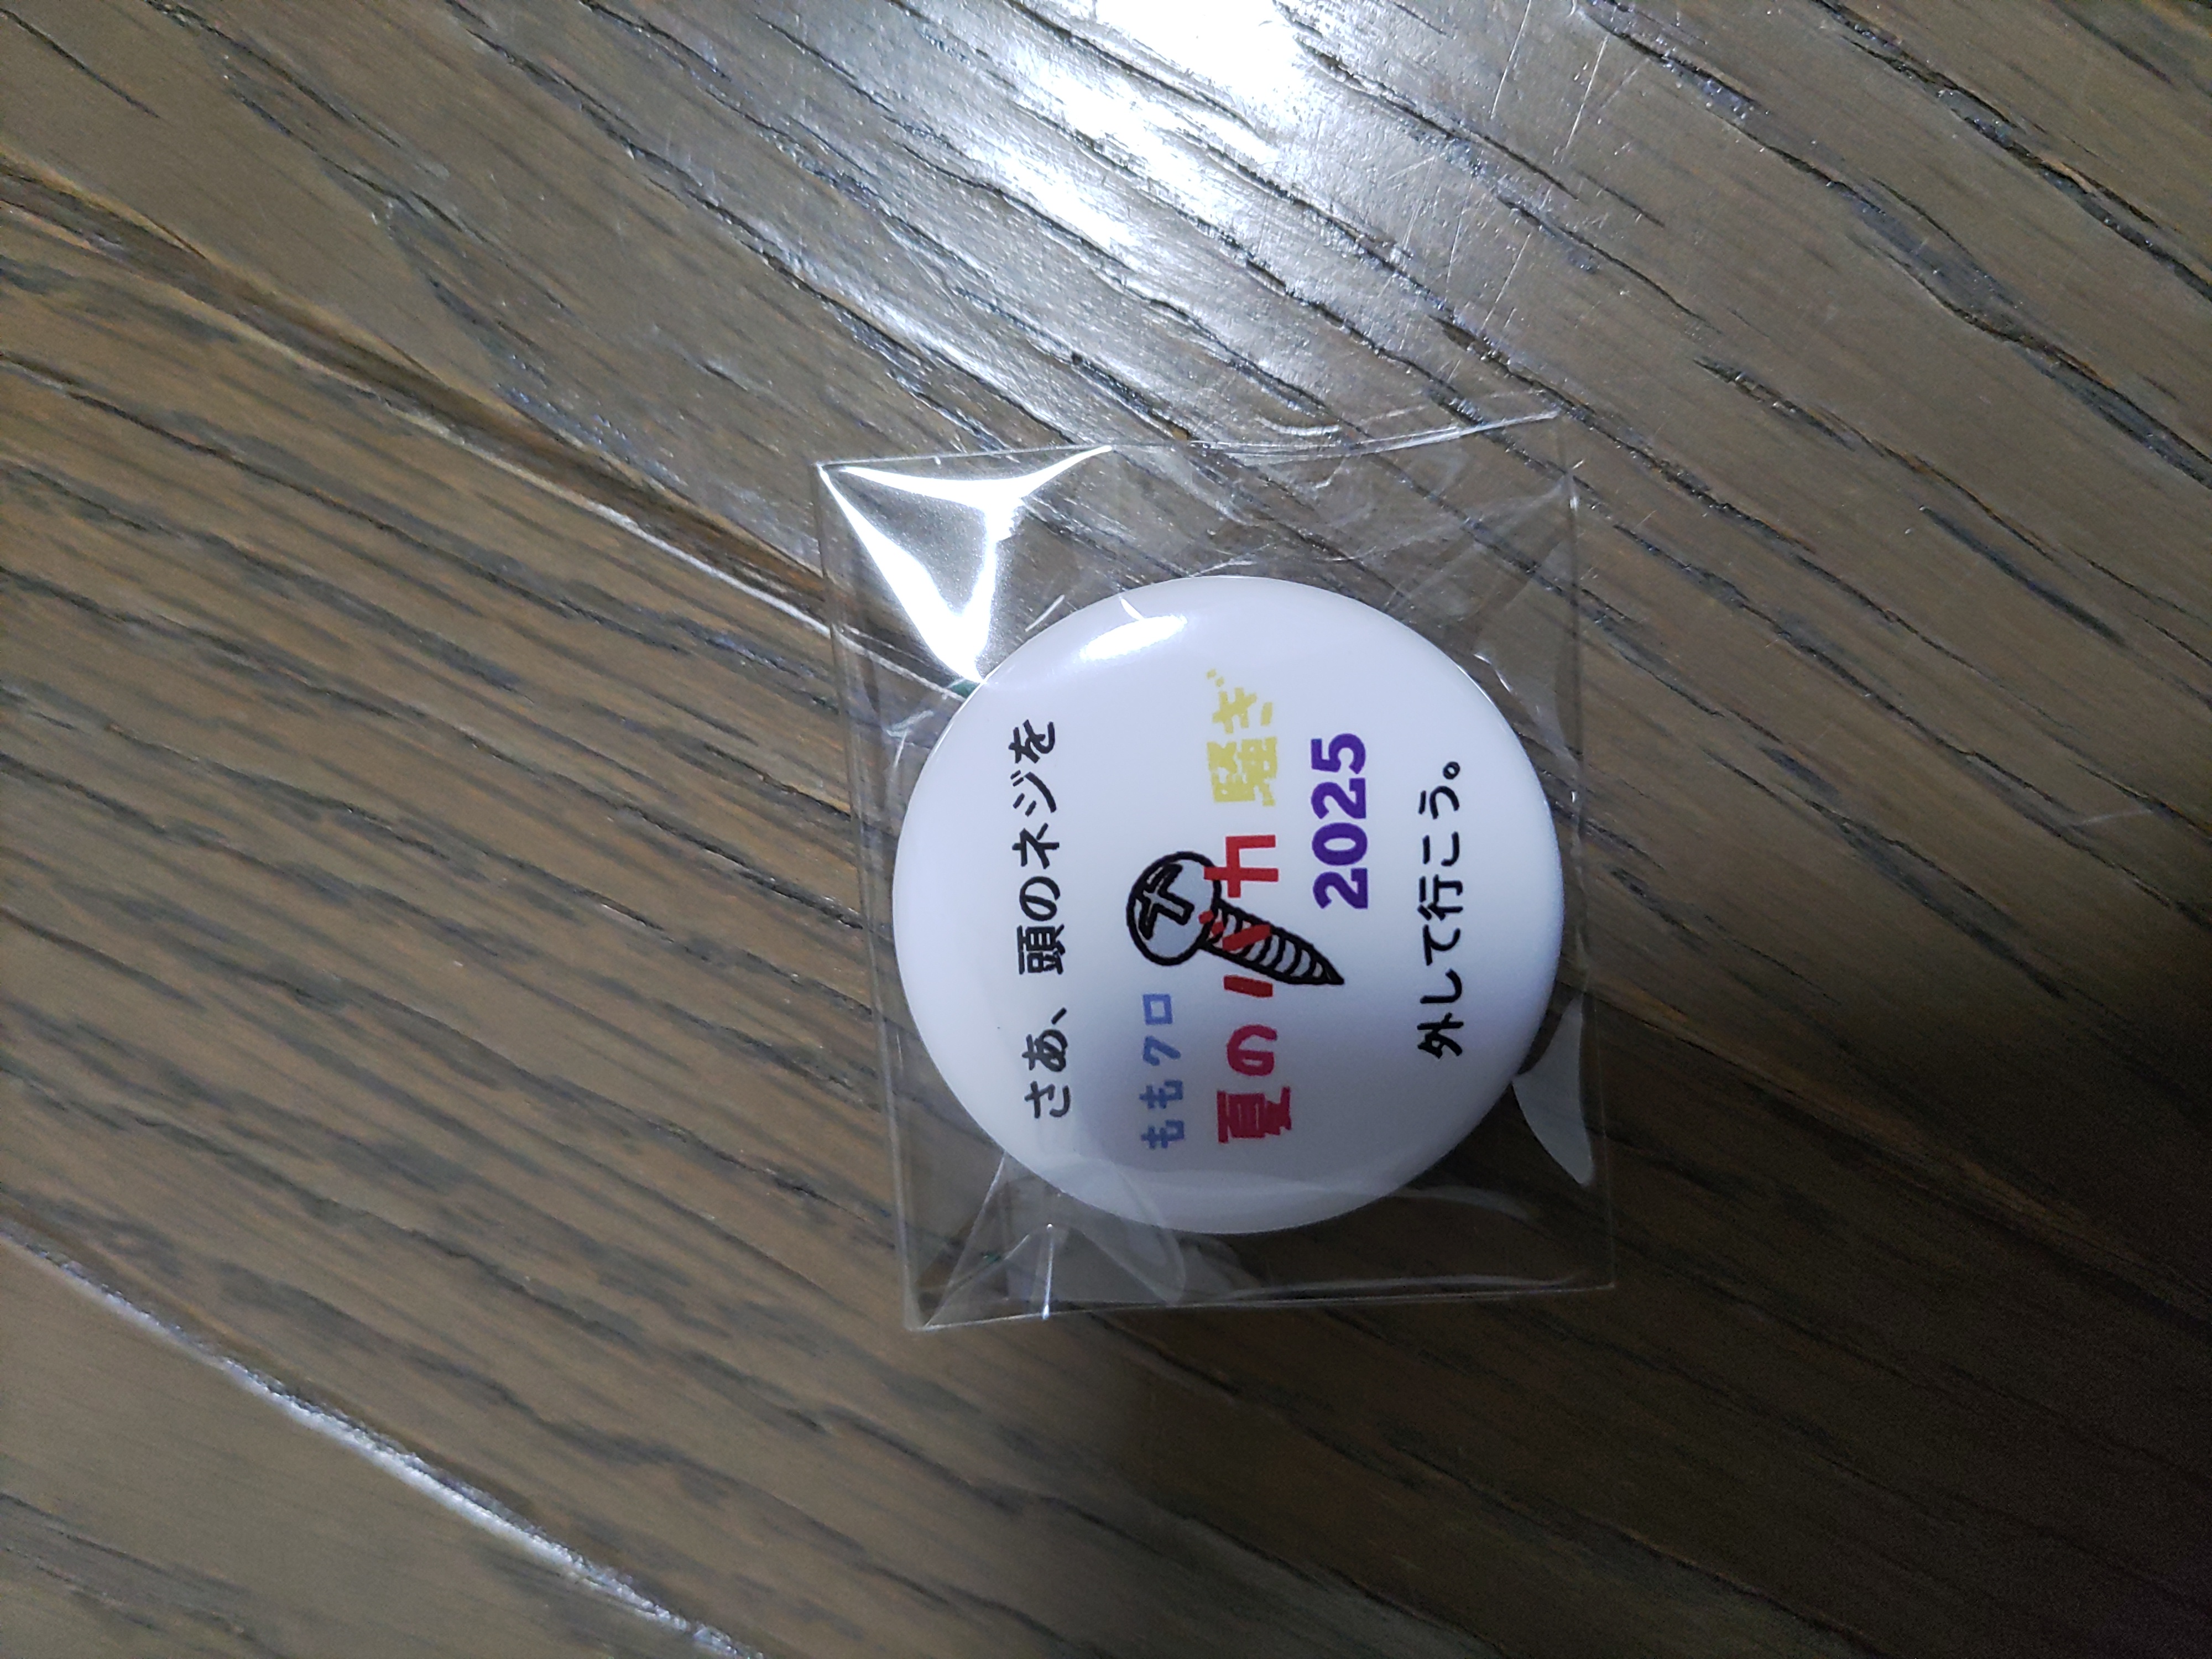 さあ、頭のネジを
ももクロ
夏のバカ騒ぎ
2025
外して行こう。